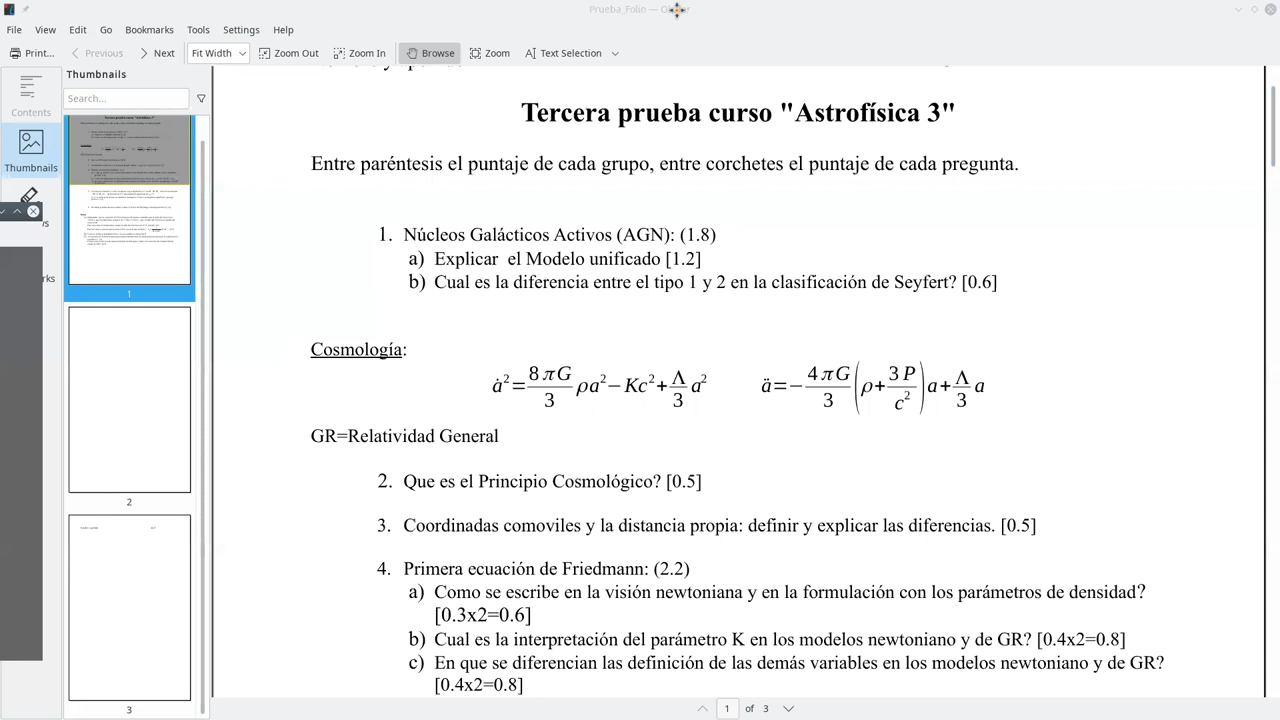 Prueba_Folio —
File View Edit Go Bookmarks Tools Settings Help
Print... Previous Next Fit Width Zoom Out Zoom In Browse Zoom Text Selection
Thumbnails
Search...
Contents
Thumbnails
1
2
3
Tercera prueba curso "Astrofísica 3"
Entre paréntesis el puntaje de cada grupo, entre corchetes el puntaje de cada pregunta.
1. Núcleos Galácticos Activos (AGN): (1.8)
a) Explicar el Modelo unificado [1.2]
b) Cual es la diferencia entre el tipo 1 y 2 en la clasificación de Seyfert? [0.6]
Cosmología:
ȧ²=8πG/3 ρa²−Kc²+Λ/3 a² ä=−4πG/3(ρ+3P/c²)a+Λ/3 a
GR=Relatividad General
2. Que es el Principio Cosmológico? [0.5]
3. Coordinadas comoviles y la distancia propia: definir y explicar las diferencias. [0.5]
4. Primera ecuación de Friedmann: (2.2)
a) Como se escribe en la visión newtoniana y en la formulación con los parámetros de densidad?
[0.3x2=0.6]
b) Cual es la interpretación del parámetro K en los modelos newtoniano y de GR? [0.4x2=0.8]
c) En que se diferencian las definición de las demás variables en los modelos newtoniano y de GR?
[0.4x2=0.8]
1 of 3